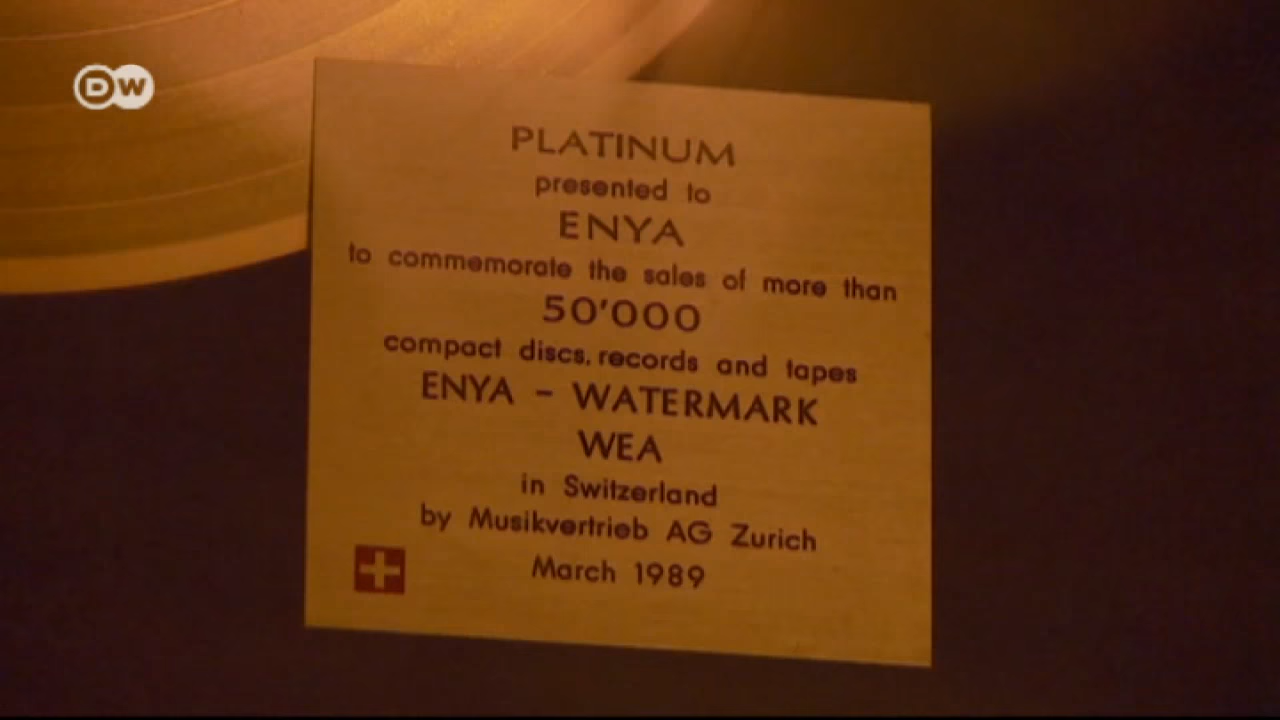 DW
PLATINUM
presented to
ENYA
to commemorate the sales of more than
50'000
compact discs, records and tapes
ENYA - WATERMARK
WEA
in Switzerland
by Musikvertrieb AG Zurich
March 1989